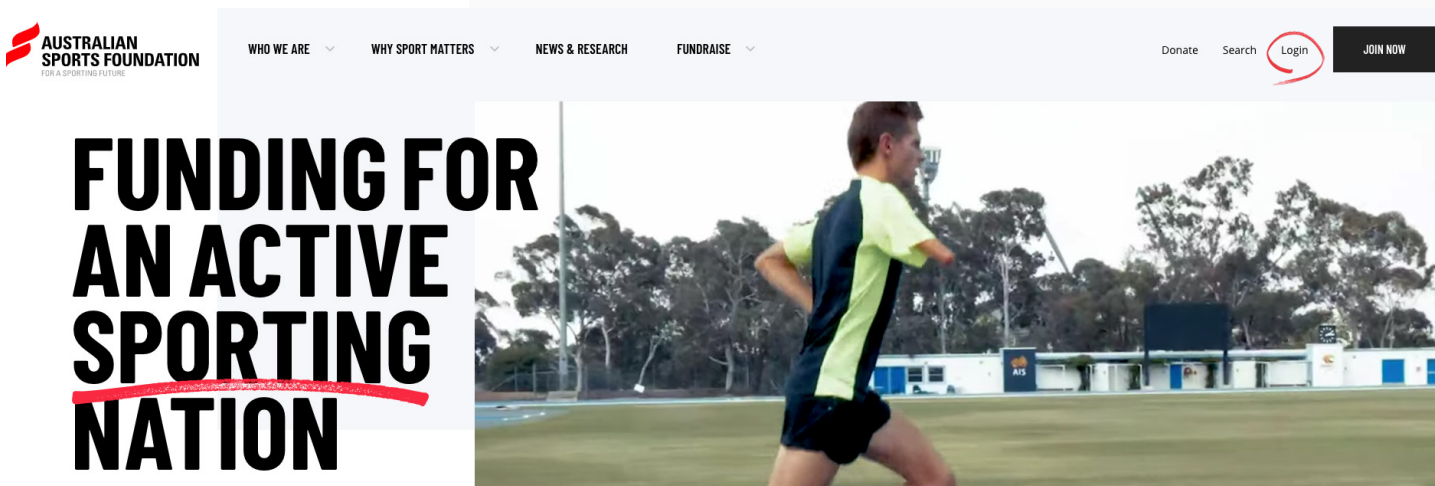 AUSTRALIAN
SPORTS FOUNDATION
FOR A SPORTING FUTURE
WHO WE ARE
WHY SPORT MATTERS
NEWS & RESEARCH
FUNDRAISE
Donate
Search
Login
JOIN NOW
FUNDING FOR
AN ACTIVE
SPORTING
NATION
AIS